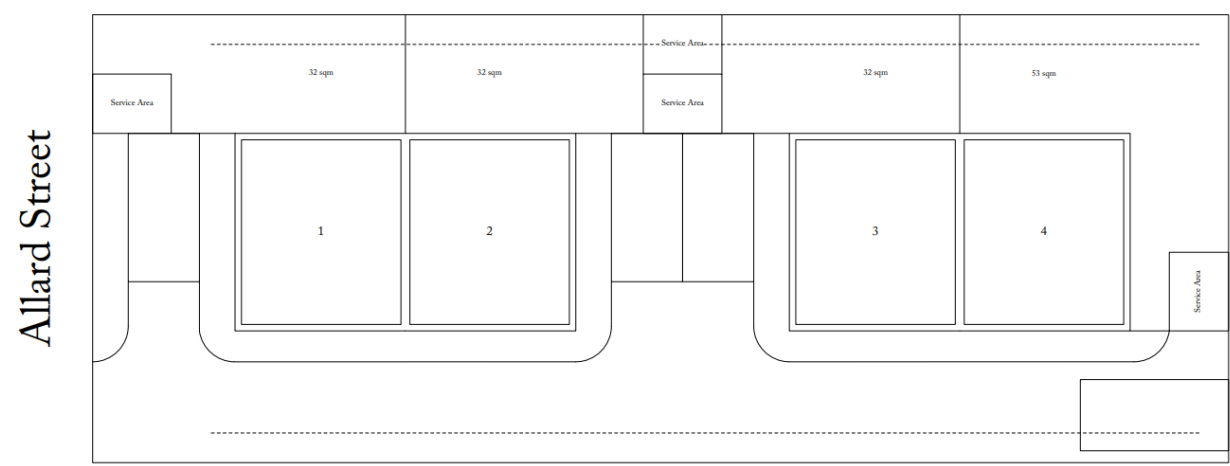 Service Area
32 sqm
32 sqm
32 sqm
53 sqm
Service Area
Service Area
Allard Street
1
2
3
4
Service Area